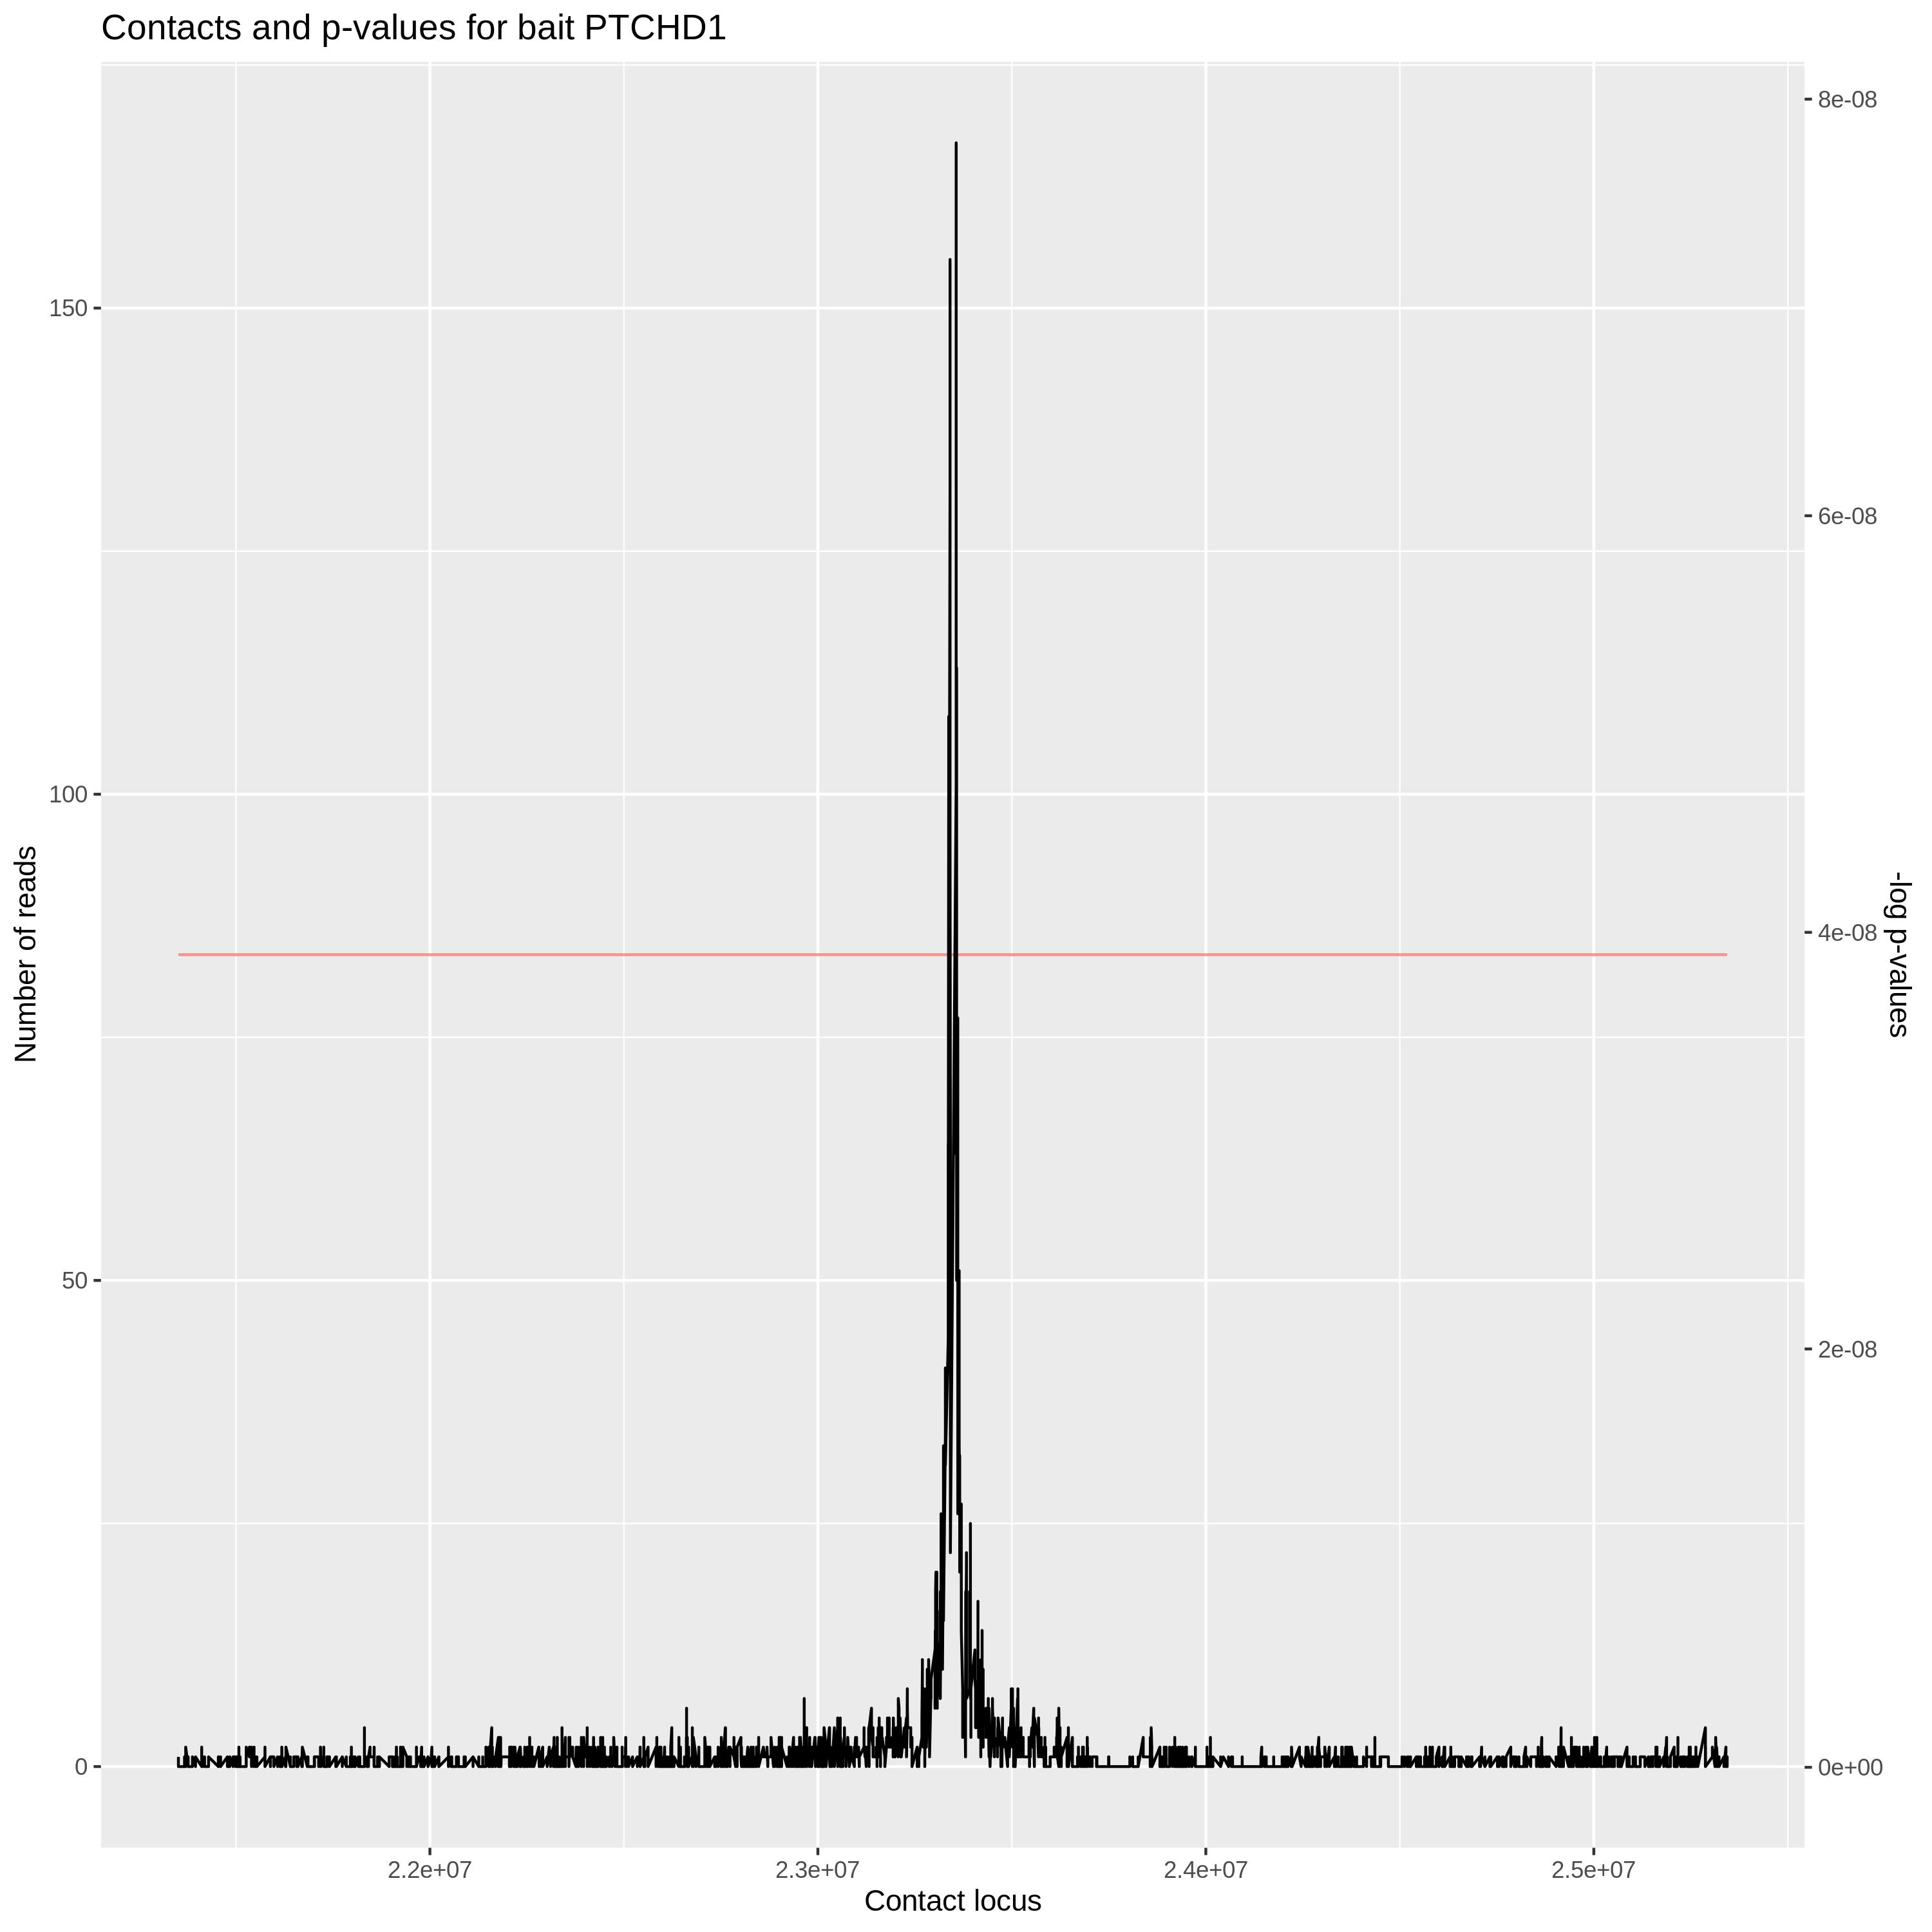 Contacts and p-values for bait PTCHD1
Number of reads
150
100
50
0
8e-08
6e-08
4e-08
2e-08
0e+00
-log p-values
2.2e+07
2.3e+07
2.4e+07
2.5e+07
Contact locus